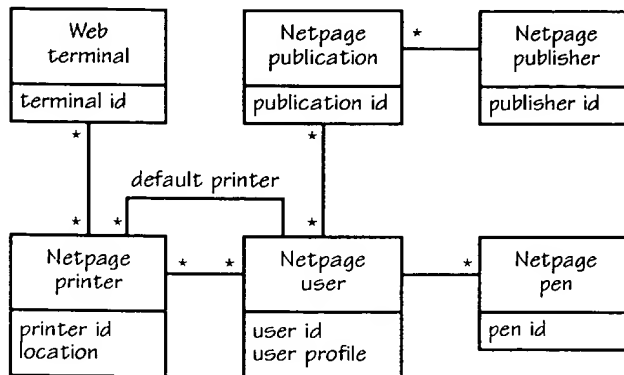 Web
terminal
terminal id
Netpage
publication
publication id
*
Netpage
publisher
publisher id
*
*
default printer
*
*
*
Netpage
printer
printer id
location
*
*
Netpage
user
user id
user profile
*
Netpage
pen
pen id